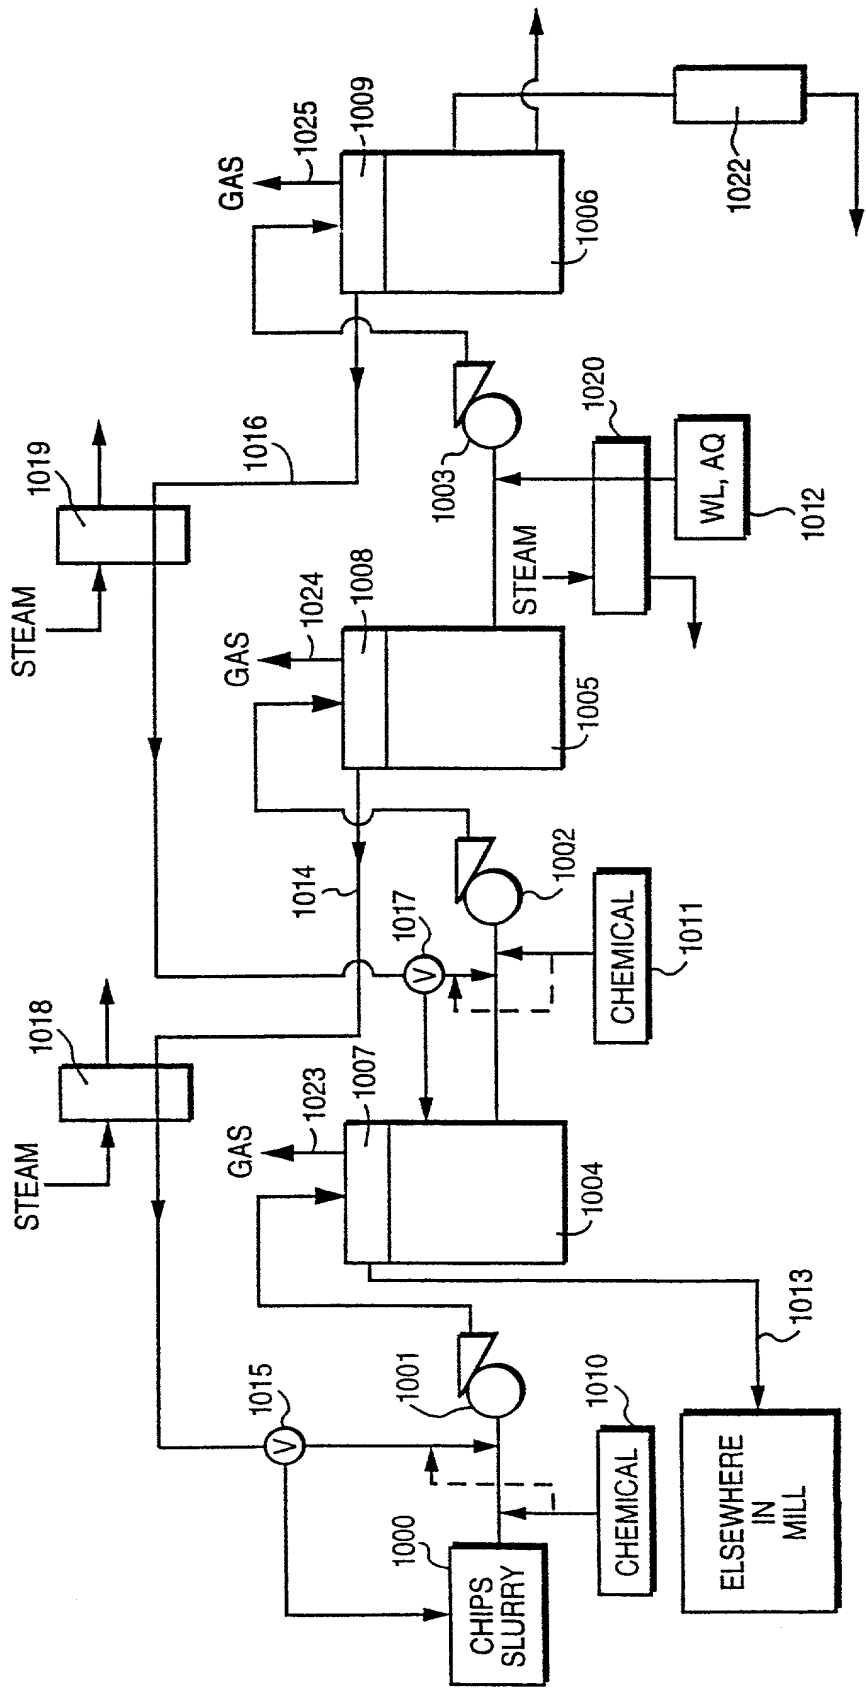 STEAM
1018
STEAM
1019
1015
GAS
1023
1014
GAS
1024
1016
GAS
1025
1007
V
1017
1008
1009
V
1000
CHIPS
SLURRY
1001
1004
1002
1005
1003
STEAM
1006
CHEMICAL
1010
CHEMICAL
1011
1020
WL, AQ
1012
1022
ELSEWHERE
IN
MILL
1013